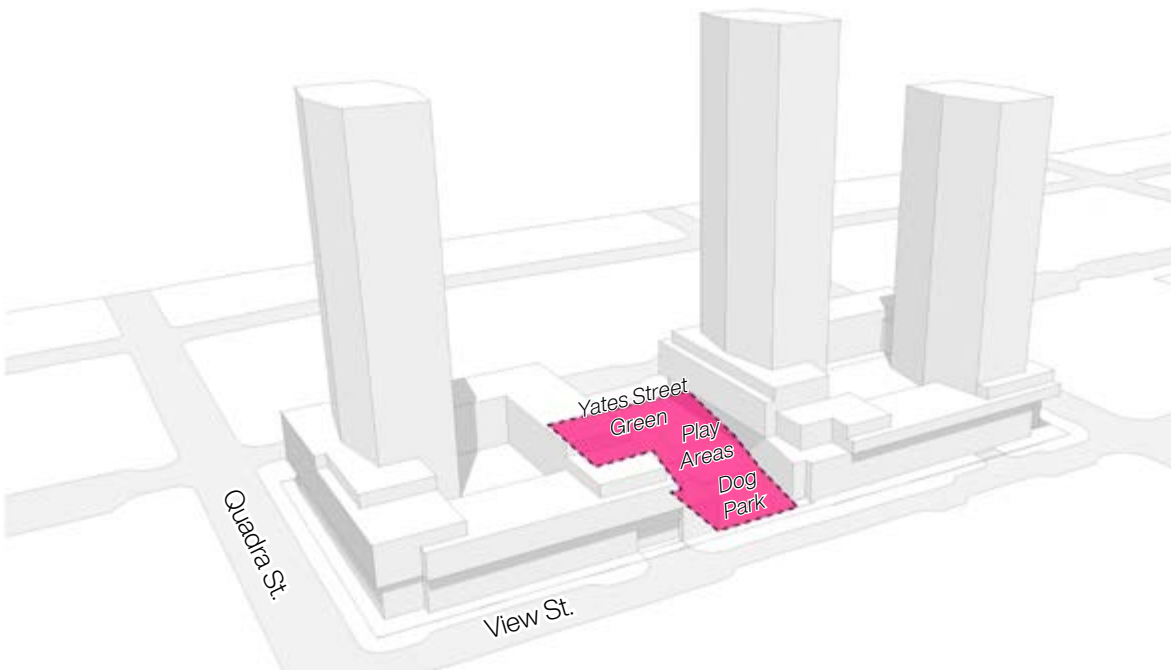 Yates Street
Green
Play
Areas
Dog
Park
Quadra St.
View St.